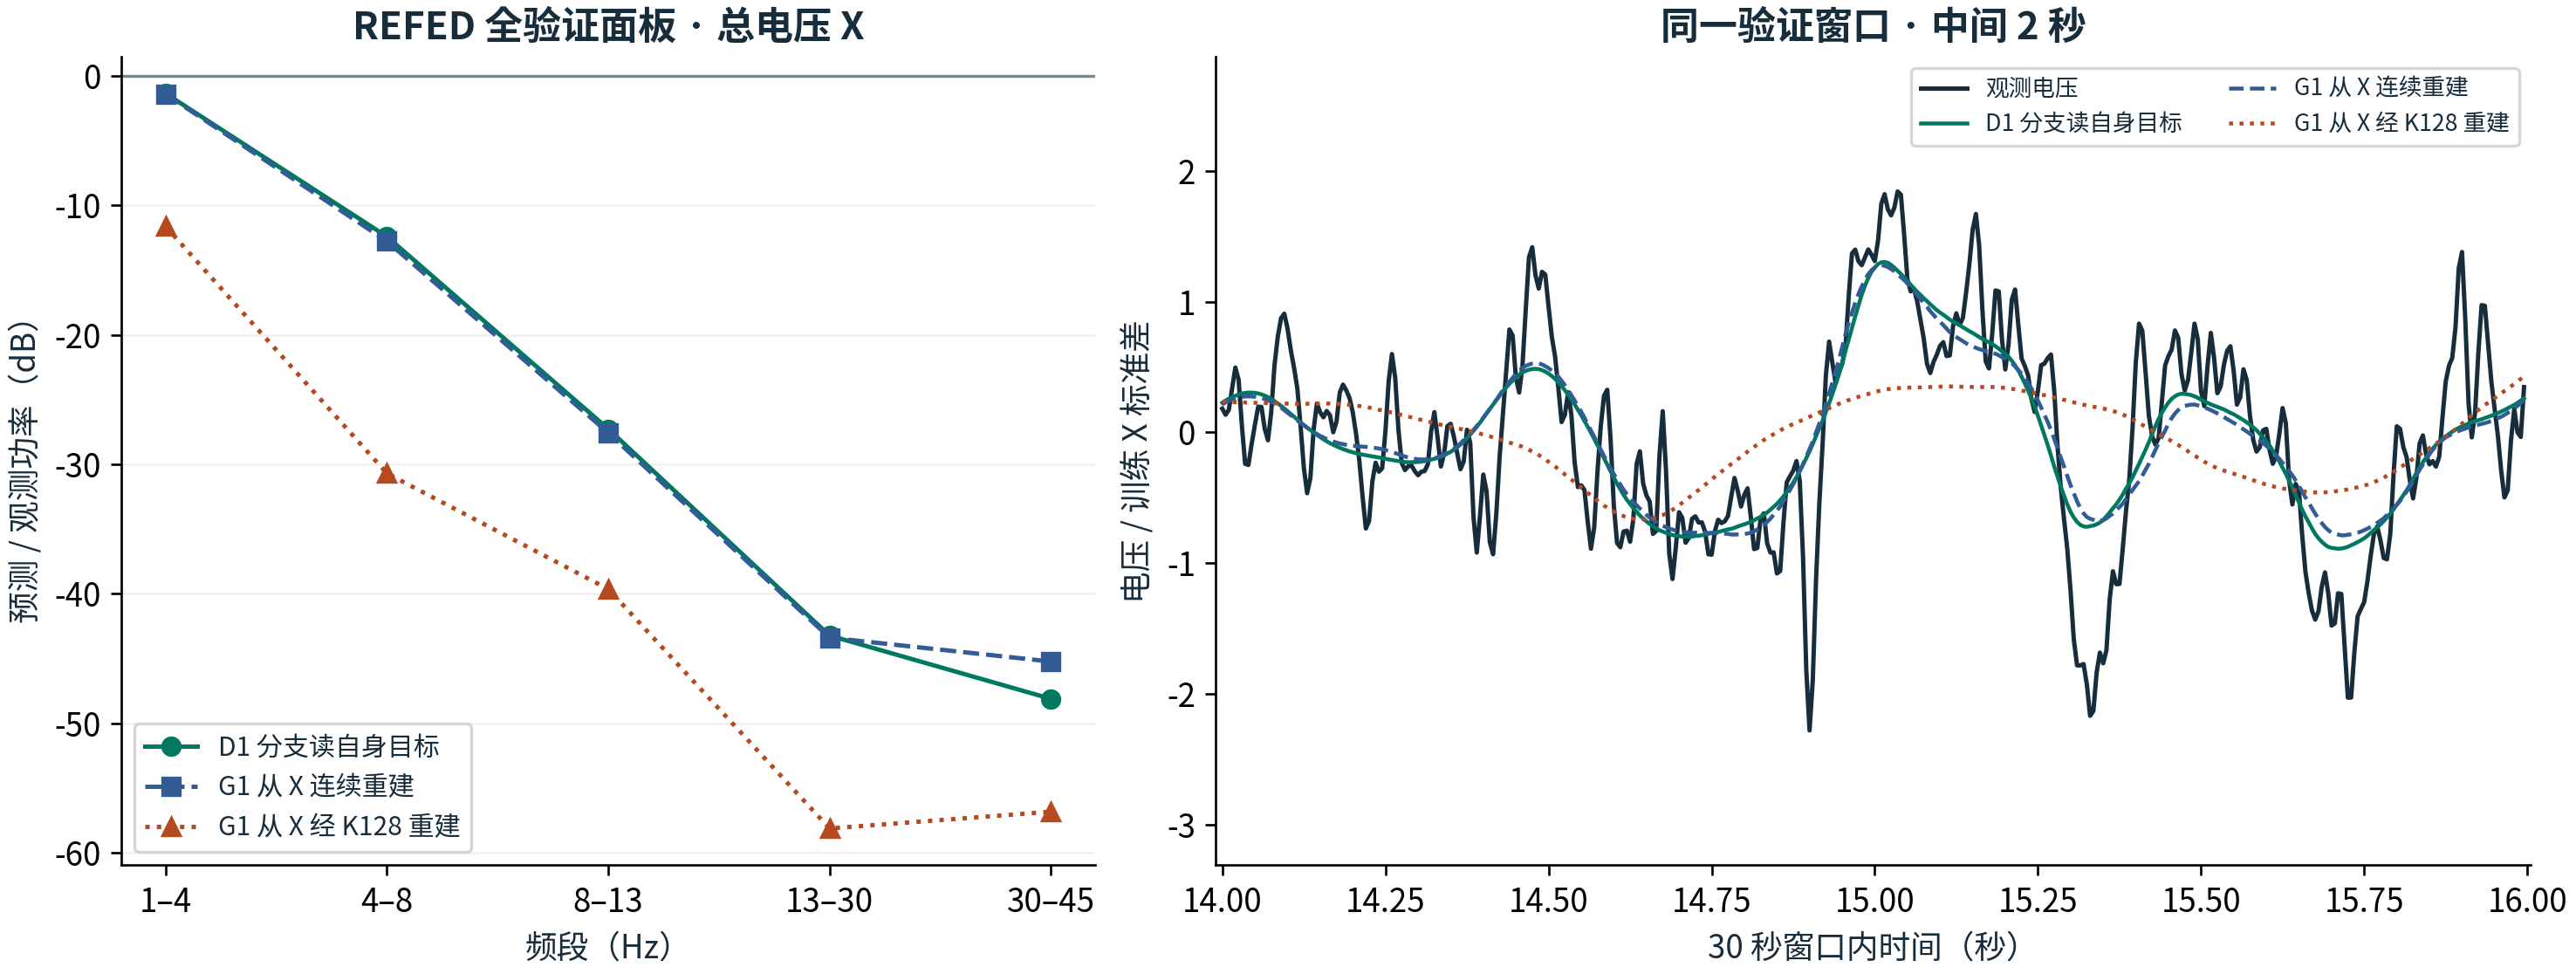 REFED 全验证面板 · 总电压 X
预测 / 观测功率（dB）
0
-10
-20
-30
-40
-50
-60
D1 分支读自身目标
G1 从 X 连续重建
G1 从 X 经 K128 重建
1–4
4–8
8–13
13–30
30–45
频段（Hz）
同一验证窗口 · 中间 2 秒
电压 / 训练 X 标准差
观测电压
D1 分支读自身目标
G1 从 X 连续重建
G1 从 X 经 K128 重建
2
1
0
-1
-2
-3
14.00
14.25
14.50
14.75
15.00
15.25
15.50
15.75
16.00
30 秒窗口内时间（秒）